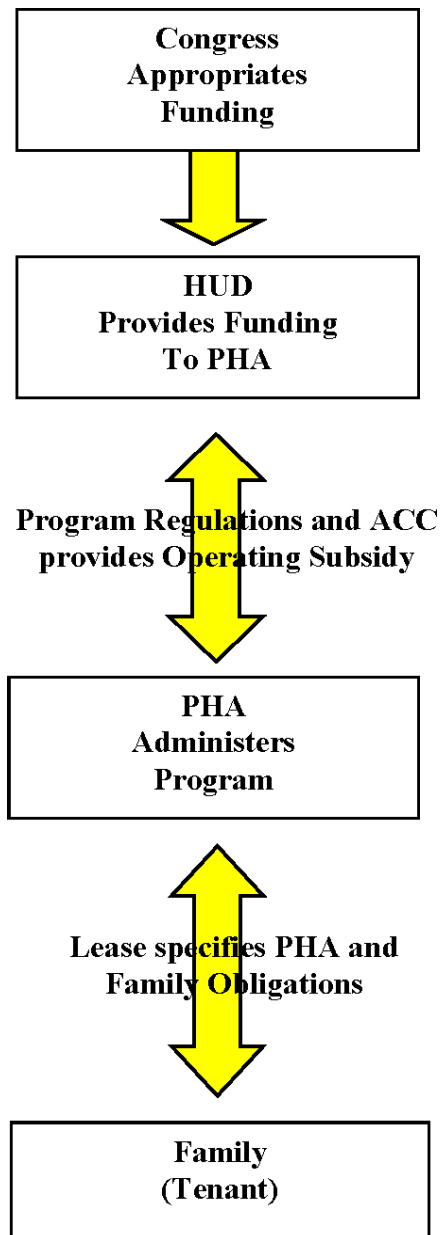 Congress
Appropriates
Funding
HUD
Provides Funding
To PHA
Program Regulations and ACC
provides Operating Subsidy
PHA
Administers
Program
Lease specifies PHA and
Family Obligations
Family
(Tenant)